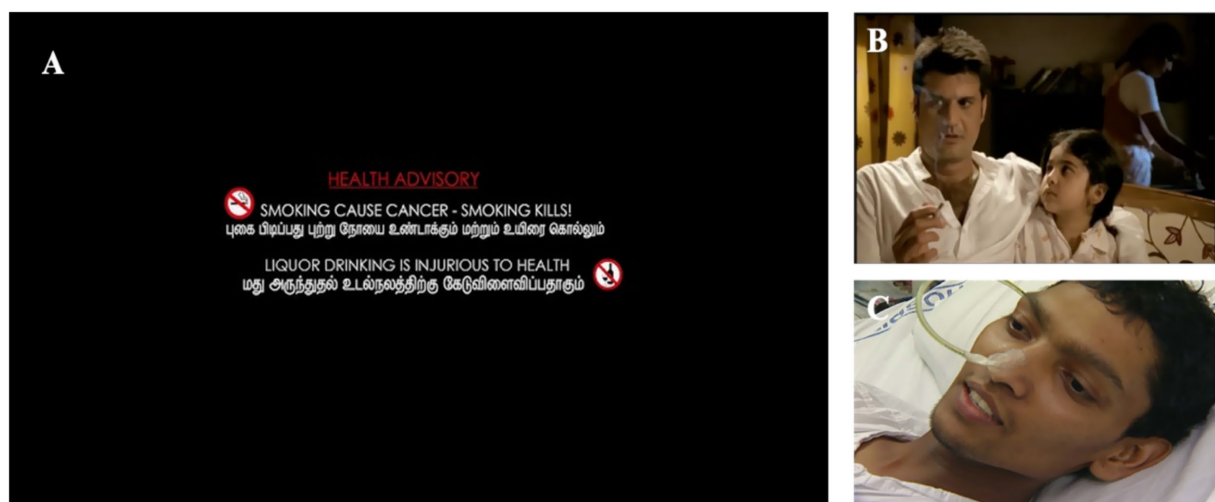 A
HEALTH ADVISORY
SMOKING CAUSE CANCER - SMOKING KILLS!
புகை பிடிப்பது புற்று நோயை உண்டாக்கும் மற்றும் உயிரை கொல்லும்
LIQUOR DRINKING IS INJURIOUS TO HEALTH
மது அருந்துதல் உடல்நலத்திற்கு கேடுவிளைவிப்பதாகும்
B
C